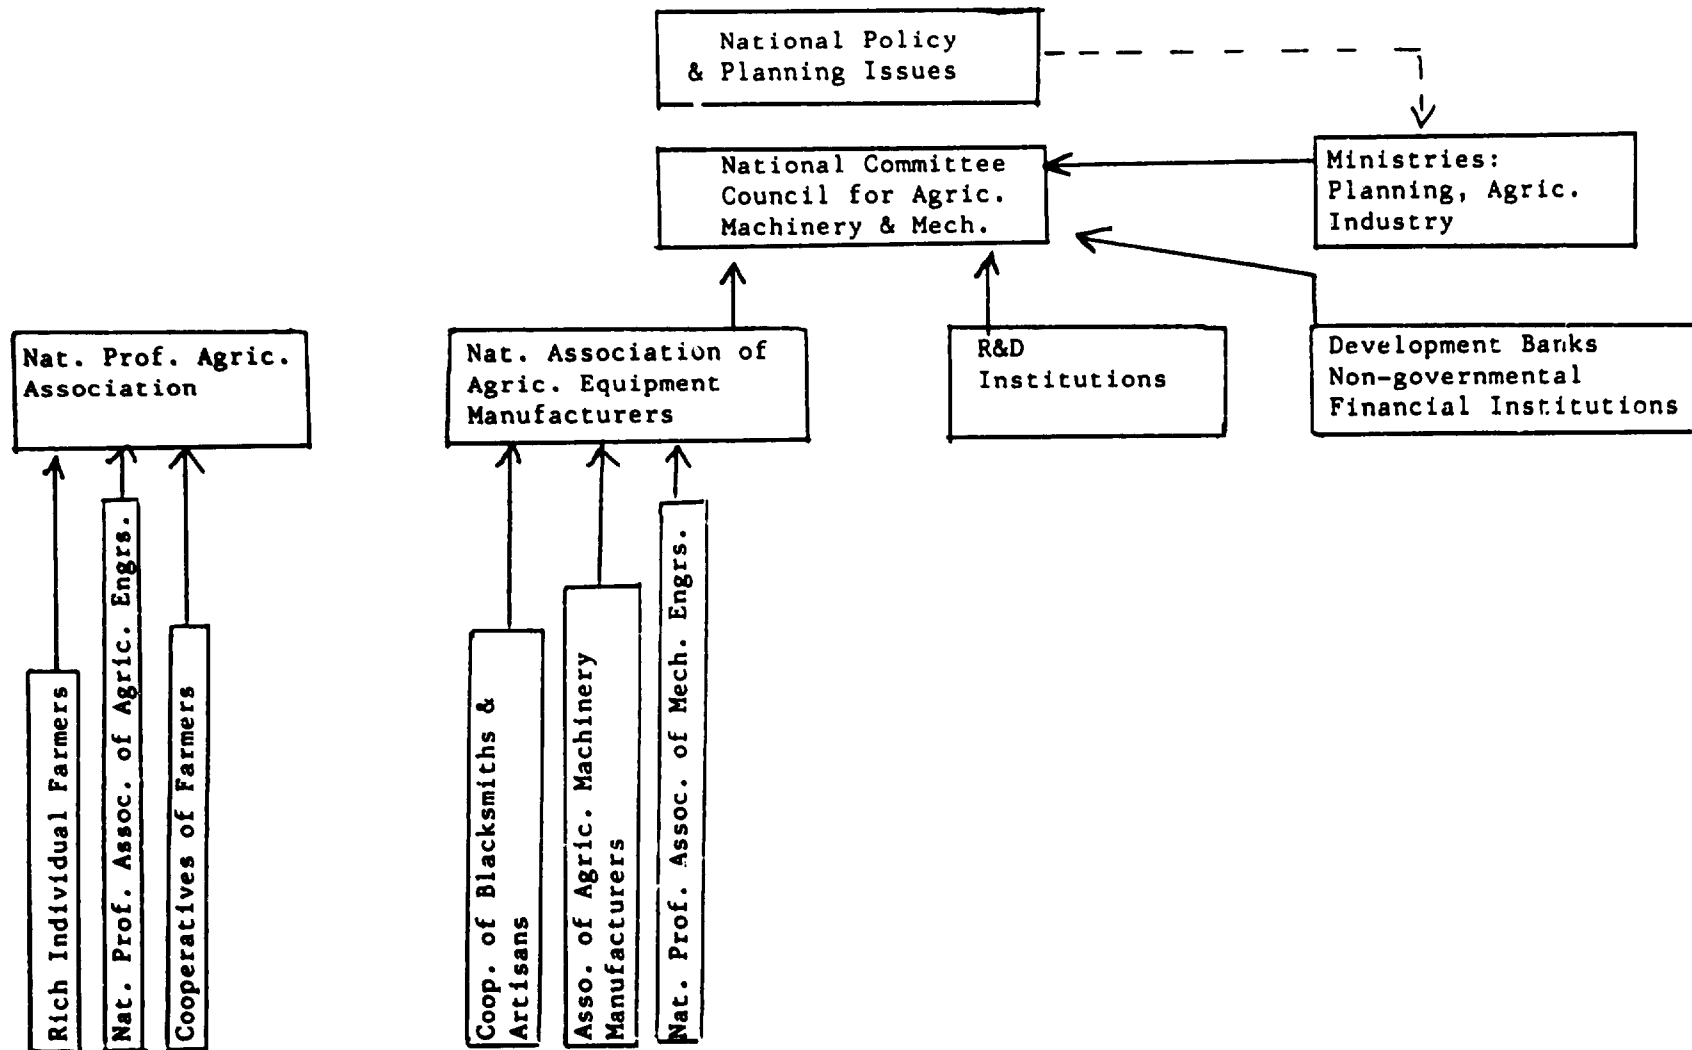 National Policy
& Planning Issues
National Committee
Council for Agric.
Machinery & Mech.
Ministries:
Planning, Agric.
Industry
Nat. Prof. Agric.
Association
Nat. Association of
Agric. Equipment
Manufacturers
R&D
Institutions
Development Banks
Non-governmental
Financial Institutions
Rich Individual Farmers
Nat. Prof. Assoc. of Agric. Engrs.
Cooperatives of Farmers
Coop. of Blacksmiths &
Artisans
Asso. of Agric. Machinery
Manufacturers
Nat. Prof. Assoc. of Mech. Engrs.